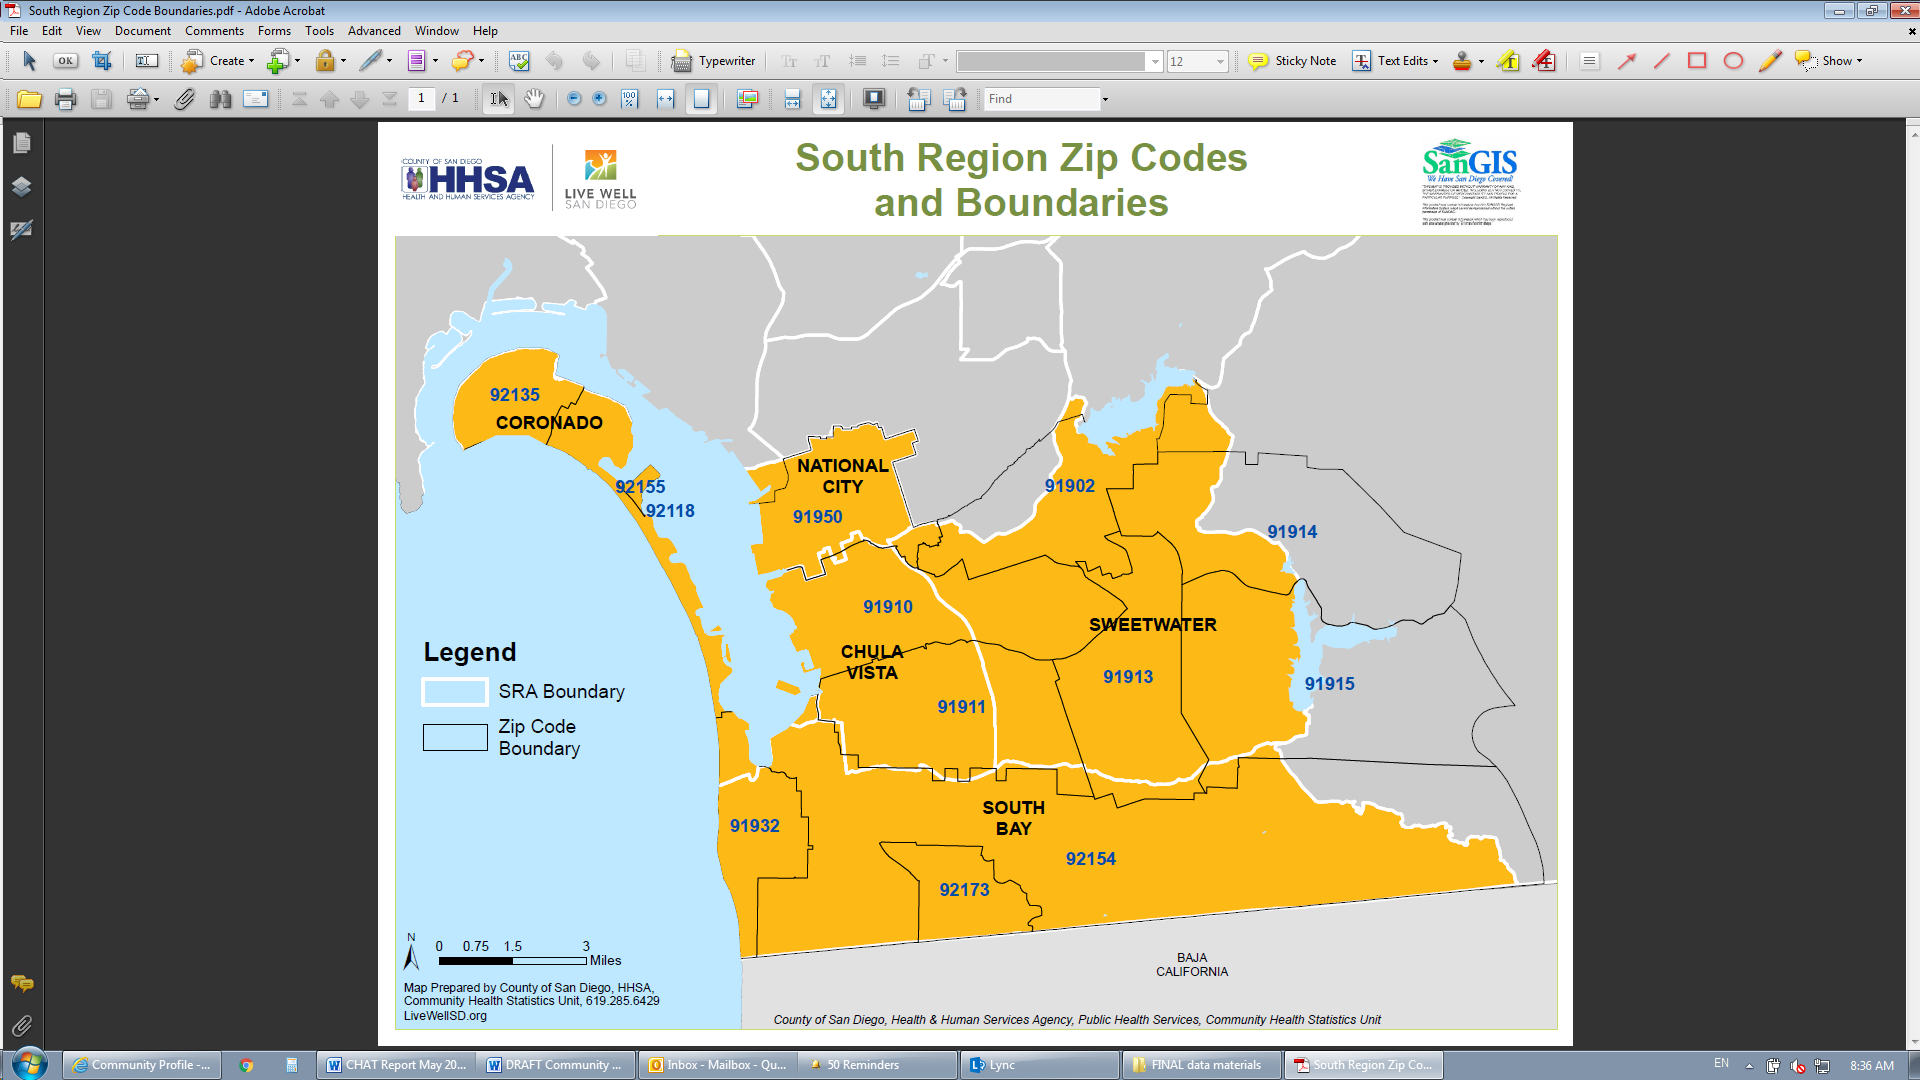 South Region Zip Code Boundaries.pdf - Adobe Acrobat
File Edit View Document Comments Forms Tools Advanced Window Help
OK Create Typewriter 12 Sticky Note Text Edits Show
1 / 1 100% Find
COUNTY OF SAN DIEGO
HHSA
HEALTH AND HUMAN SERVICES AGENCY
LIVE WELL
SAN DIEGO
South Region Zip Codes
and Boundaries
SanGIS
We Have San Diego Covered!
92135
CORONADO
92155
92118
NATIONAL
CITY
91950
91902
91914
91910
SWEETWATER
CHULA
VISTA
91913
91915
91911
SOUTH
BAY
91932
92154
92173
Legend
SRA Boundary
Zip Code
Boundary
N
0 0.75 1.5 3
Miles
BAJA
CALIFORNIA
Map Prepared by County of San Diego, HHSA,
Community Health Statistics Unit, 619.285.6429
LiveWellSD.org
County of San Diego, Health & Human Services Agency, Public Health Services, Community Health Statistics Unit
Community Profile -...
CHAT Report May 20...
DRAFT Community ...
Inbox - Mailbox - Qu...
50 Reminders
Lync
FINAL data materials
South Region Zip Co...
EN
8:36 AM